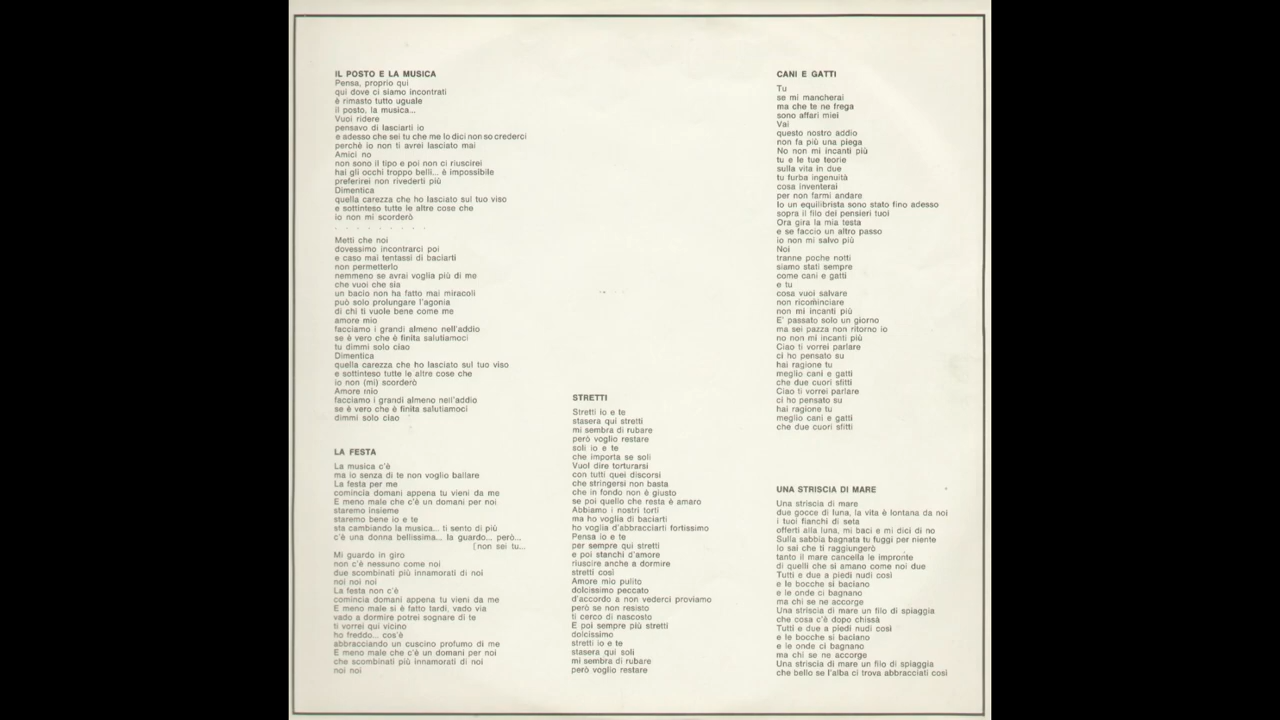 IL POSTO E LA MUSICA
Pensa, proprio qui
qui dove ci siamo incontrati
è rimasto tutto uguale
il posto, la musica...
Vuoi ridere
pensavo di lasciarti io
e adesso che sei tu che me lo dici non so crederci
perchè io non ti avrei lasciato mai
Amici no
non sono il tipo e poi non ci riuscirei
hai gli occhi troppo belli... è impossibile
preferirei non rivederti più
Dimentica
quella carezza che ho lasciato sul tuo viso
e sottinteso tutte le altre cose che
io non mi scorderò
. . . . . . . . .
Metti che noi
dovessimo incontrarci poi
e caso mai tentassi di baciarti
non permetterlo
nemmeno se avrai voglia più di me
che vuoi che sia
un bacio non ha fatto mai miracoli
può solo prolungare l'agonia
di chi ti vuole bene come me
amore mio
facciamo i grandi almeno nell'addio
se è vero che è finita salutiamoci
tu dimmi solo ciao
Dimentica
quella carezza che ho lasciato sul tuo viso
e sottinteso tutte le altre cose che
io non (mi) scorderò
Amore mio
facciamo i grandi almeno nell'addio
se è vero che è finita salutiamoci
dimmi solo ciao
LA FESTA
La musica c'è
ma io senza di te non voglio ballare
La festa per me
comincia domani appena tu vieni da me
E meno male che c'è un domani per noi
staremo insieme
staremo bene io e te
sta cambiando la musica... ti sento di più
c'è una donna bellissima... la guardo... però...
[non sei tu...
Mi guardo in giro
non c'è nessuno come noi
due scombinati più innamorati di noi
noi noi noi
La festa non c'è
comincia domani appena tu vieni da me
E meno male si è fatto tardi, vado via
vado a dormire potrei sognare di te
ti vorrei qui vicino
ho freddo... cos'è
abbracciando un cuscino profumo di me
E meno male che c'è un domani per noi
che scombinati più innamorati di noi
noi noi
STRETTI
Stretti io e te
stasera qui stretti
mi sembra di rubare
però voglio restare
soli io e te
che importa se soli
Vuol dire torturarsi
con tutti quei discorsi
che stringersi non basta
che in fondo non è giusto
se poi quello che resta è amaro
Abbiamo i nostri torti
ma ho voglia di baciarti
ho voglia d'abbracciarti fortissimo
Pensa io e te
per sempre qui stretti
e poi stanchi d'amore
riuscire anche a dormire
stretti così
Amore mio pulito
dolcissimo peccato
d'accordo a non vederci proviamo
però se non resisto
ti cerco di nascosto
E poi sempre più stretti
dolcissimo
stretti io e te
stasera qui soli
mi sembra di rubare
però voglio restare
CANI E GATTI
Tu
se mi mancherai
ma che te ne frega
sono affari miei
Vai
questo nostro addio
non fa più una piega
No non mi incanti più
tu e le tue teorie
sulla vita in due
tu furba ingenuità
cosa inventerai
per non farmi andare
Io un equilibrista sono stato fino adesso
sopra il filo dei pensieri tuoi
Ora gira la mia testa
e se faccio un altro passo
io non mi salvo più
Noi
tranne poche notti
siamo stati sempre
come cani e gatti
e tu
cosa vuoi salvare
non ricominciare
non mi incanti più
E' passato solo un giorno
ma sei pazza non ritorno io
no non mi incanti più
Ciao ti vorrei parlare
ci ho pensato su
hai ragione tu
meglio cani e gatti
che due cuori sfitti
Ciao ti vorrei parlare
ci ho pensato su
hai ragione tu
meglio cani e gatti
che due cuori sfitti
UNA STRISCIA DI MARE
Una striscia di mare
due gocce di luna, la vita è lontana da noi
i tuoi fianchi di seta
offerti alla luna, mi baci e mi dici di no
Sulla sabbia bagnata tu fuggi per niente
lo sai che ti raggiungerò
tanto il mare cancella le impronte
di quelli che si amano come noi due
Tutti e due a piedi nudi così
e le bocche si baciano
e le onde ci bagnano
ma chi se ne accorge
Una striscia di mare un filo di spiaggia
che cosa c'è dopo chissà
Tutti e due a piedi nudi così
e le bocche si baciano
e le onde ci bagnano
ma chi se ne accorge
Una striscia di mare un filo di spiaggia
che bello se l'alba ci trova abbracciati così